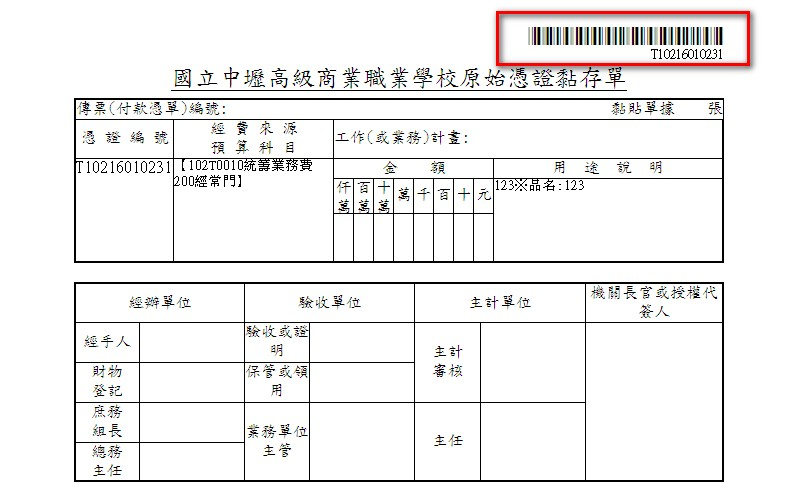 T10216010231
國立中壢高級商業職業學校原始憑證黏存單
傳票(付款憑單)編號: 黏貼單據 張
憑證編號 經費來源 工作(或業務)計畫:
預算科目
T10216010231 【102T0010統籌業務費 金額 用途說明
200經常門】
仟萬 百萬 十萬 萬 千 百 十 元 123※品名:123
經辦單位 驗收單位 主計單位 機關長官或授權代
簽人
經手人 驗收或證
明
主計
審核
財物
登記
保管或領
用
庶務
組長
業務單位
主管
主任
總務
主任